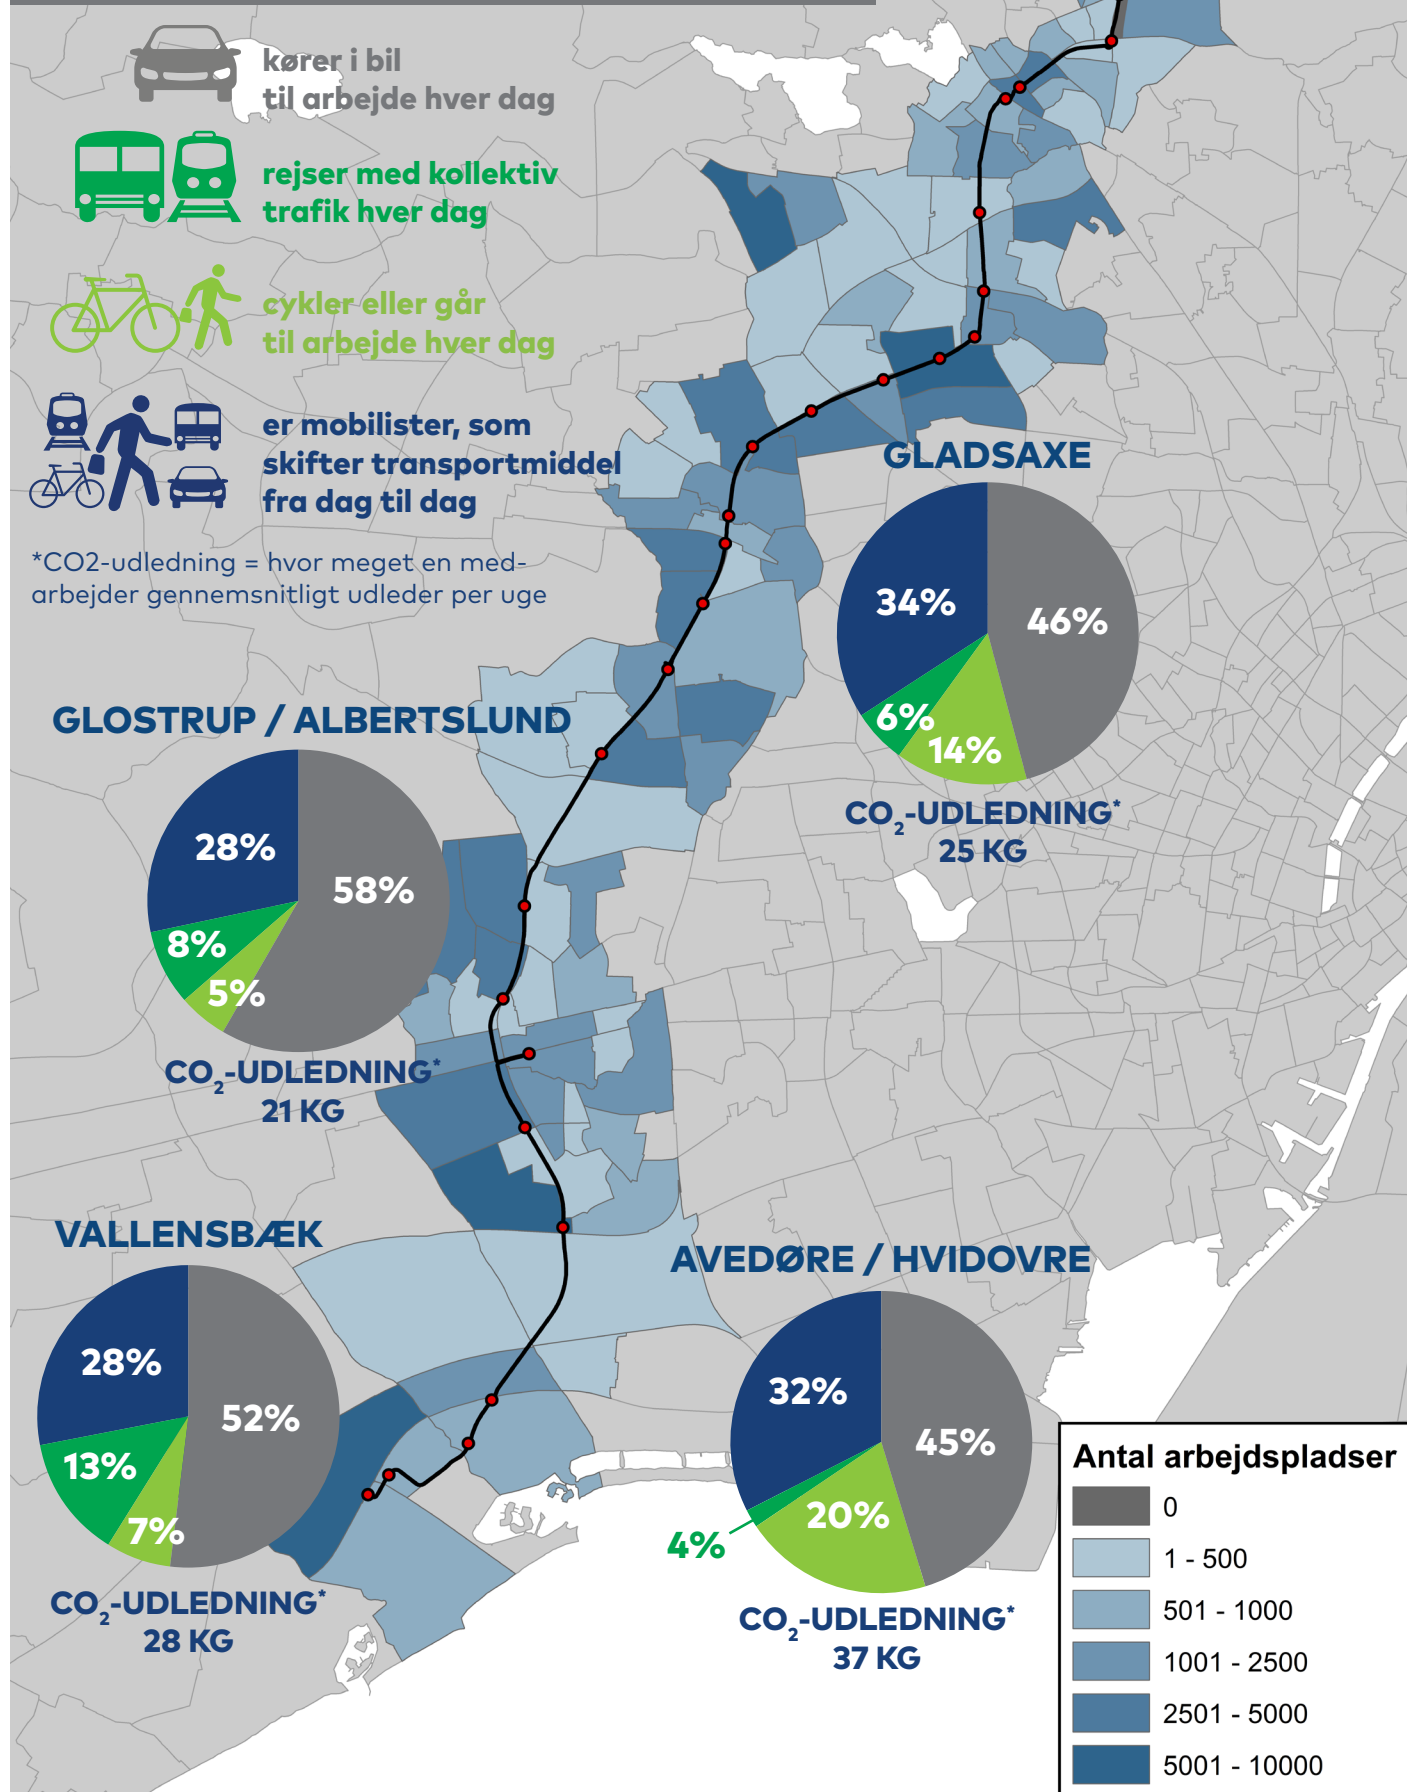 kører i bil
til arbejde hver dag
rejser med kollektiv
trafik hver dag
cykler eller går
til arbejde hver dag
er mobilister, som
skifter transportmiddel
fra dag til dag
*CO2-udledning = hvor meget en med-
arbejder gennemsnitligt udleder per uge
GLADSAXE
34%
46%
6%
14%
CO₂-UDLEDNING*
25 KG
GLOSTRUP / ALBERTSLUND
28%
58%
8%
5%
CO₂-UDLEDNING*
21 KG
VALLENSBÆK
28%
52%
13%
7%
CO₂-UDLEDNING*
28 KG
AVEDØRE / HVIDOVRE
32%
45%
20%
4%
CO₂-UDLEDNING*
37 KG
Antal arbejdspladser
0
1 - 500
501 - 1000
1001 - 2500
2501 - 5000
5001 - 10000